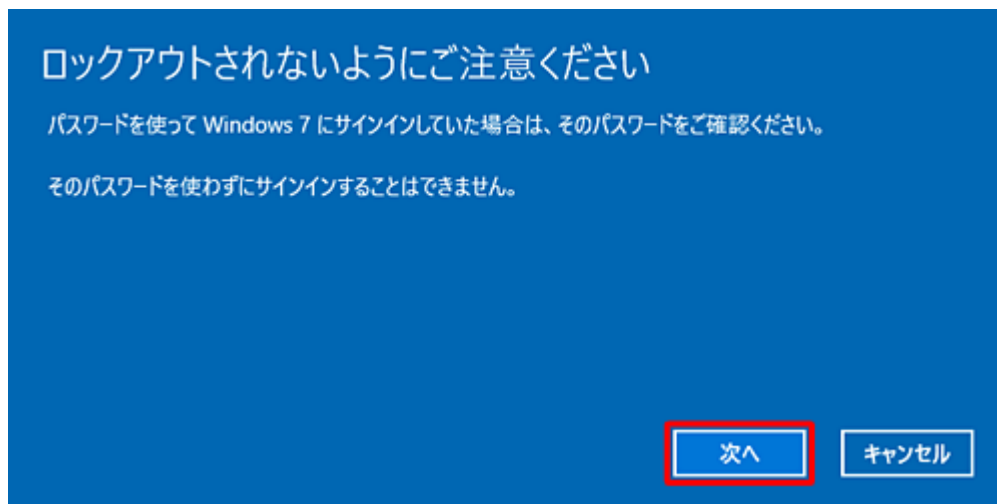 ロックアウトされないようにご注意ください
パスワードを使って Windows 7 にサインインしていた場合は、そのパスワードをご確認ください。
そのパスワードを使わずにサインインすることはできません。
次へ
キャンセル